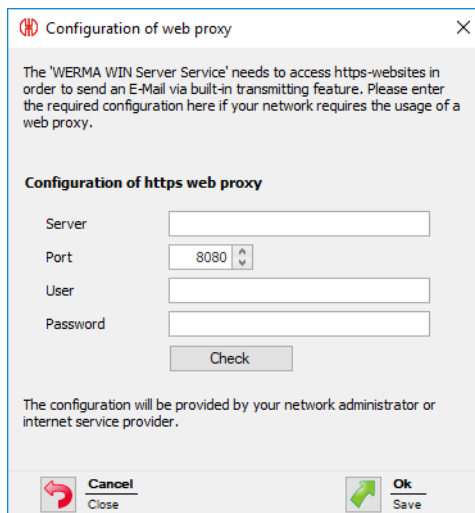 Configuration of web proxy
The 'WERMA WIN Server Service' needs to access https-websites in
order to send an E-Mail via built-in transmitting feature. Please enter
the required configuration here if your network requires the usage of a
web proxy.
Configuration of https web proxy
Server
Port 8080
User
Password
Check
The configuration will be provided by your network administrator or
internet service provider.
Cancel Ok
Close Save